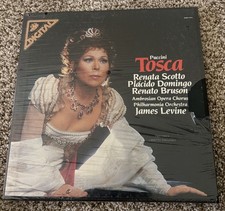 DIGITAL
Puccini
Tosca
Renata Scotto
Placido Domingo
Renato Bruson
Ambrosian Opera Chorus
Philharmonia Orchestra
James Levine